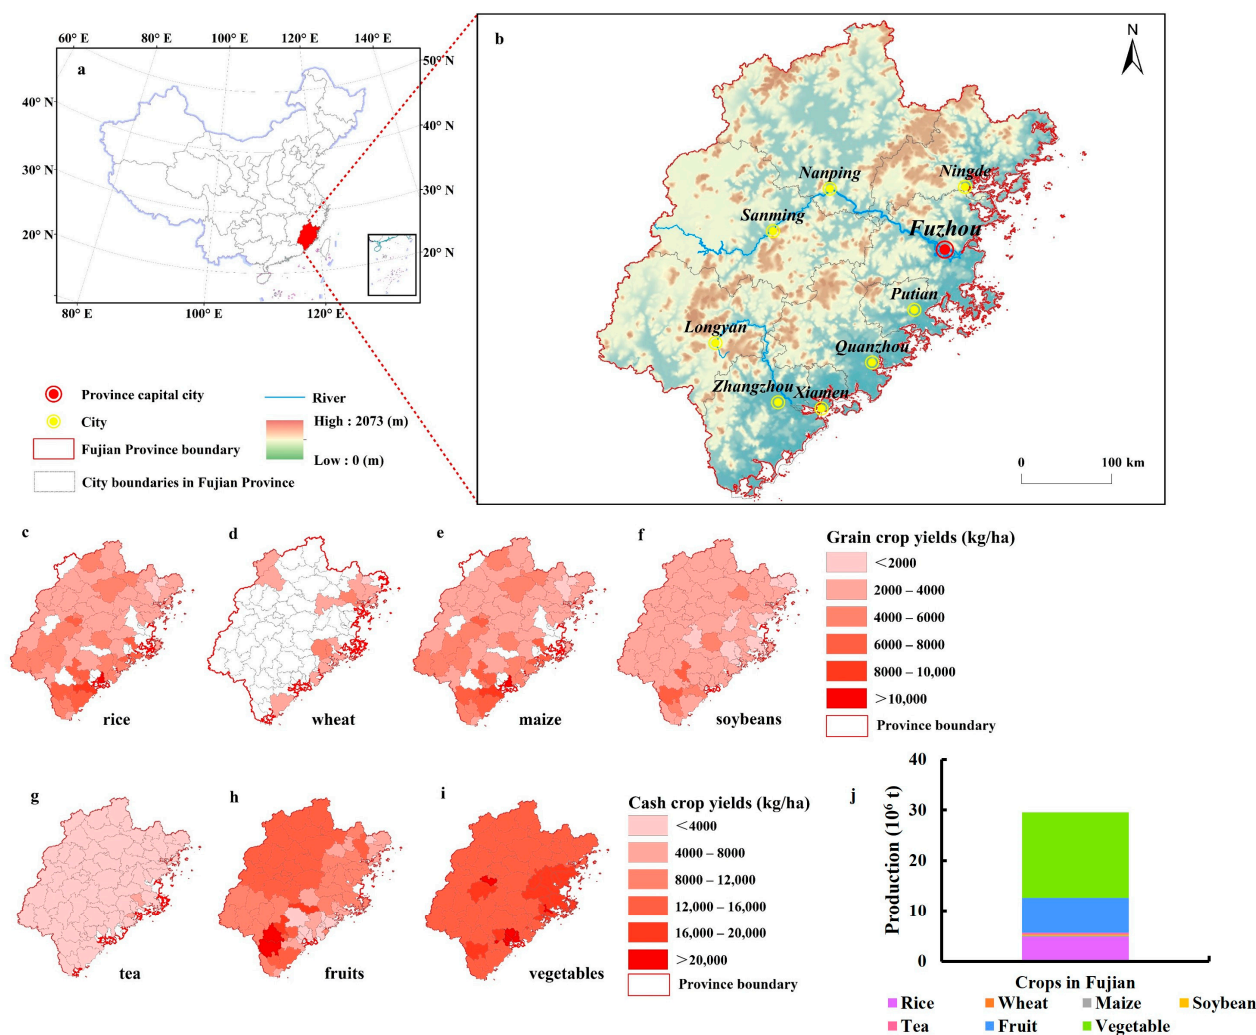 60° E 80° E 100° E 120° E 140° E
a
50° N
40° N
40° N
30° N
30° N
20° N
20° N
80° E 100° E 120° E
b
N
Nanping
Ningde
Sanming
Fuzhou
Putian
Longyan
Quanzhou
Zhangzhou
Xiamen
0 100 km
Province capital city
City
Fujian Province boundary
City boundaries in Fujian Province
River
High : 2073 (m)
Low : 0 (m)
c
rice
d
wheat
e
maize
f
soybeans
Grain crop yields (kg/ha)
<2000
2000 – 4000
4000 – 6000
6000 – 8000
8000 – 10,000
>10,000
Province boundary
g
tea
h
fruits
i
vegetables
Cash crop yields (kg/ha)
<4000
4000 – 8000
8000 – 12,000
12,000 – 16,000
16,000 – 20,000
>20,000
Province boundary
j
Production (10⁶ t)
40
30
20
10
0
Crops in Fujian
Rice Wheat Maize Soybean
Tea Fruit Vegetable